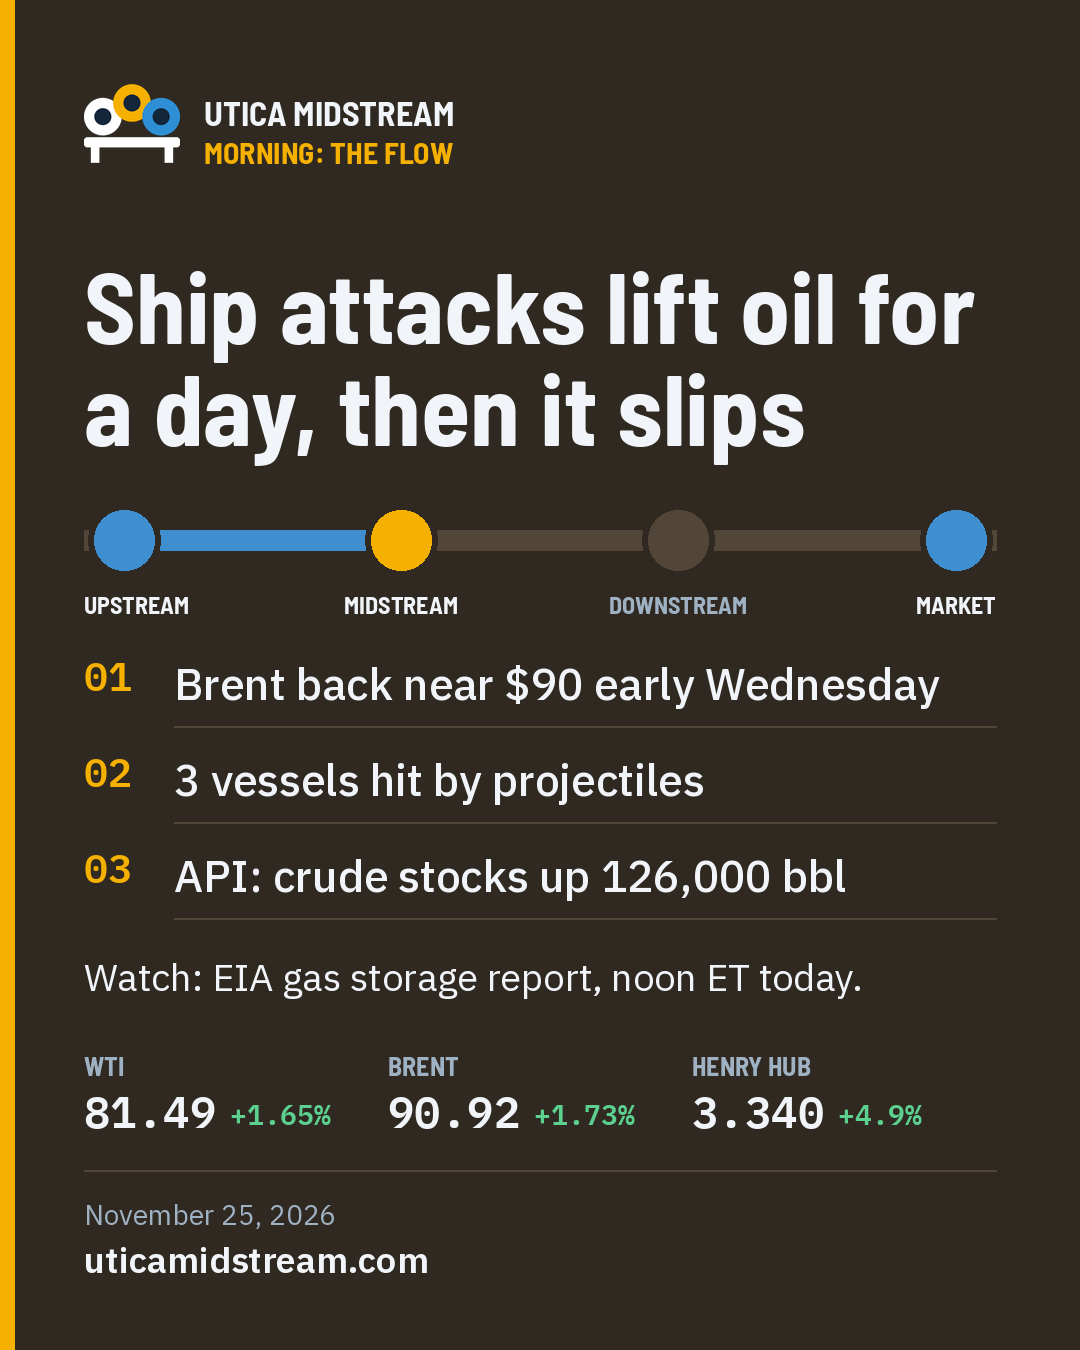 UTICA MIDSTREAM
MORNING: THE FLOW
Ship attacks lift oil for
a day, then it slips
UPSTREAM MIDSTREAM DOWNSTREAM MARKET
01 Brent back near $90 early Wednesday
02 3 vessels hit by projectiles
03 API: crude stocks up 126,000 bbl
Watch: EIA gas storage report, noon ET today.
WTI BRENT HENRY HUB
81.49 +1.65% 90.92 +1.73% 3.340 +4.9%
November 25, 2026
uticamidstream.com